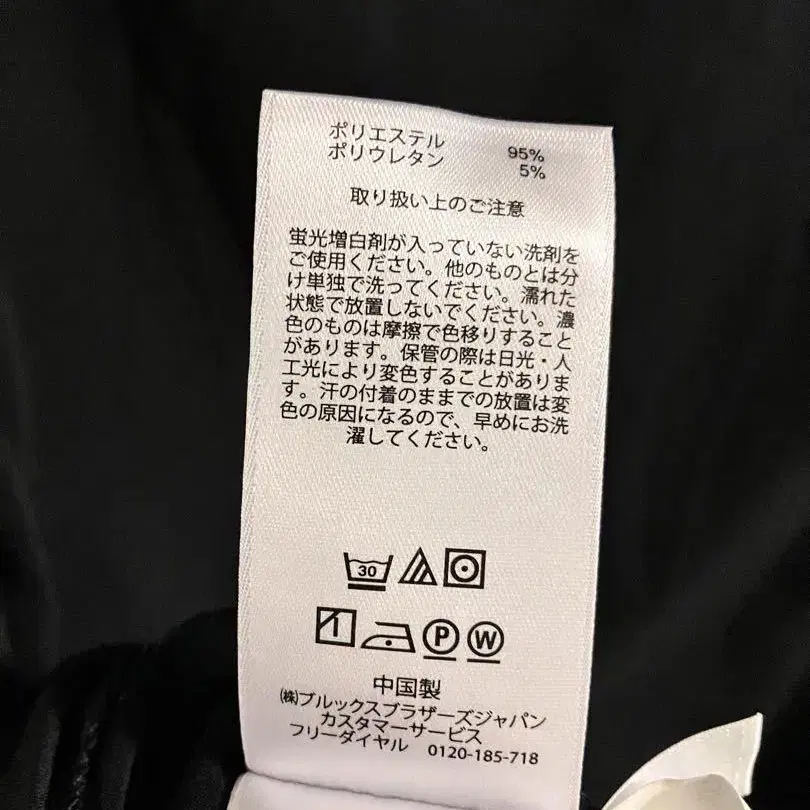 ポリエステル 95%
ポリウレタン 5%
取り扱い上のご注意
蛍光増白剤が入っていない洗剤を
ご使用ください。他のものとは分
け単独で洗ってください。濡れた
状態で放置しないでください。濃
色のものは摩擦で色移りすること
があります。保管の際は日光・人
工光により変色することがありま
す。汗の付着のままでの放置は変
色の原因になるので、早めにお洗
濯してください。
30
P W
中国製
㈱ブルックスブラザーズジャパン
カスタマーサービス
フリーダイヤル 0120-185-718